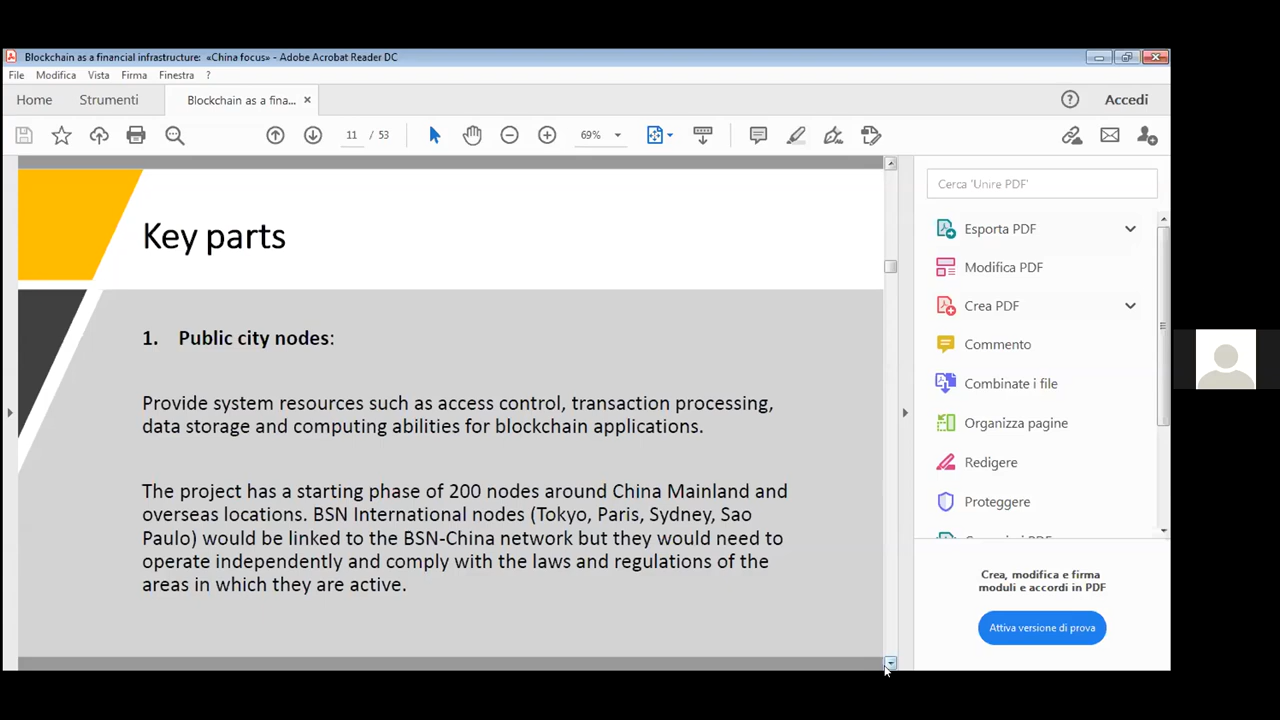 Blockchain as a financial infrastructure: «China focus» - Adobe Acrobat Reader DC
File Modifica Vista Firma Finestra ?
Home Strumenti Blockchain as a fina... × Accedi
11 / 53 69%
Key parts
1. Public city nodes:
Provide system resources such as access control, transaction processing,
data storage and computing abilities for blockchain applications.
The project has a starting phase of 200 nodes around China Mainland and
overseas locations. BSN International nodes (Tokyo, Paris, Sydney, Sao
Paulo) would be linked to the BSN-China network but they would need to
operate independently and comply with the laws and regulations of the
areas in which they are active.
Cerca 'Unire PDF'
Esporta PDF
Modifica PDF
Crea PDF
Commento
Combinate i file
Organizza pagine
Redigere
Proteggere
Crea, modifica e firma
moduli e accordi in PDF
Attiva versione di prova